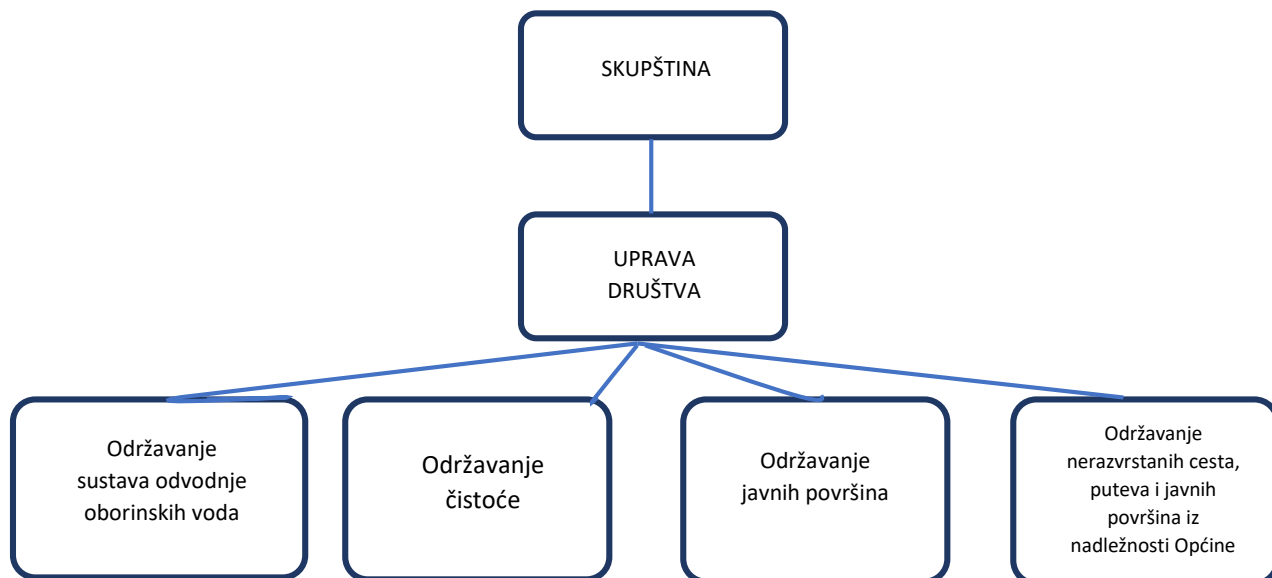 SKUPŠTINA
UPRAVA
DRUŠTVA
Održavanje
sustava odvodnje
oborinskih voda
Održavanje
čistoće
Održavanje
javnih površina
Održavanje
nerazvrstanih cesta,
puteva i javnih
površina iz
nadležnosti Općine